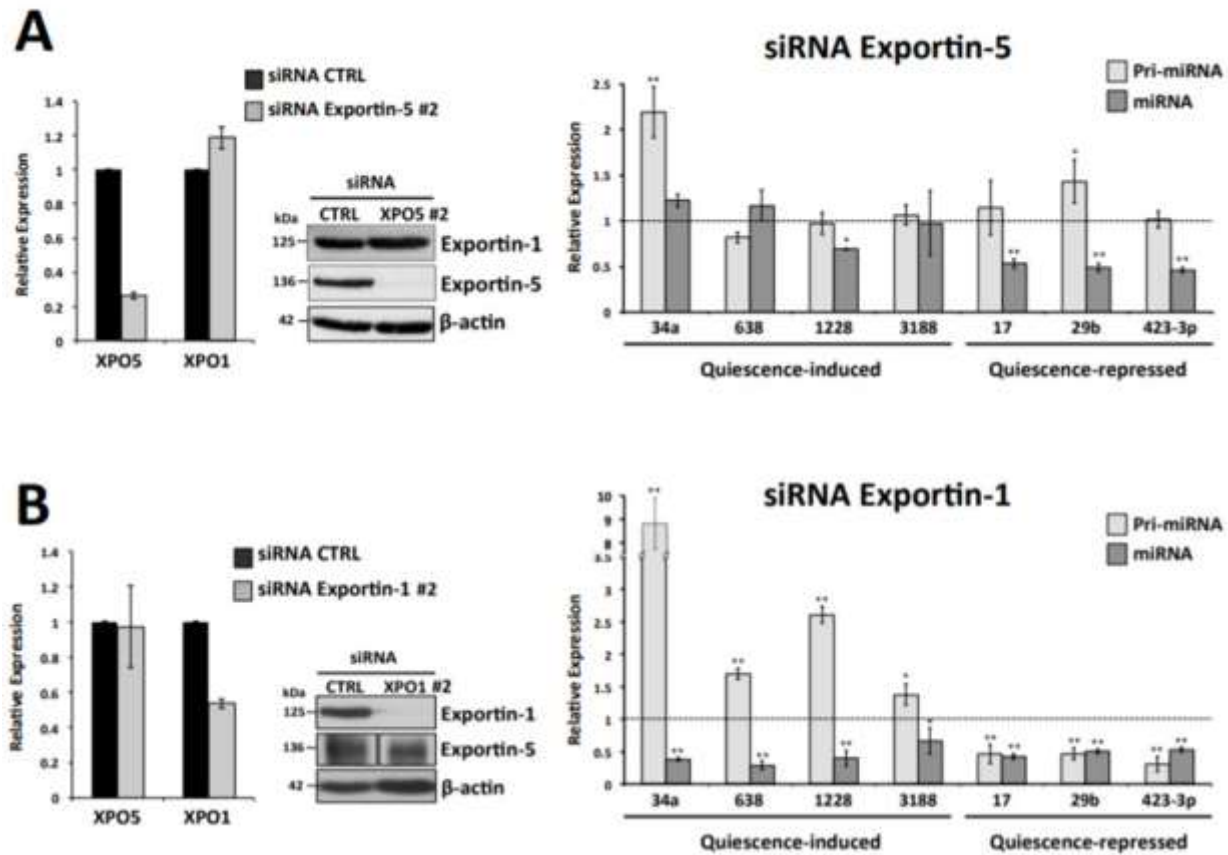 A
siRNA CTRL
siRNA Exportin-5 #2
Relative Expression
1.4
1.2
1
0.8
0.6
0.4
0.2
0
XPO5
XPO1
siRNA
kDa
CTRL
XPO5 #2
125
Exportin-1
136
Exportin-5
42
β-actin
siRNA Exportin-5
Pri-miRNA
miRNA
Relative Expression
2.5
2
1.5
1
0.5
0
**
*
*
**
**
**
34a
638
1228
3188
17
29b
423-3p
Quiescence-induced
Quiescence-repressed
B
siRNA CTRL
siRNA Exportin-1 #2
Relative Expression
1.4
1.2
1
0.8
0.6
0.4
0.2
0
XPO5
XPO1
siRNA
kDa
CTRL
XPO1 #2
125
Exportin-1
136
Exportin-5
42
β-actin
siRNA Exportin-1
Pri-miRNA
miRNA
Relative Expression
10
9
8
3.5
3
2.5
2
1.5
1
0.5
0
**
**
**
**
**
**
*
*
** **
** **
** **
34a
638
1228
3188
17
29b
423-3p
Quiescence-induced
Quiescence-repressed